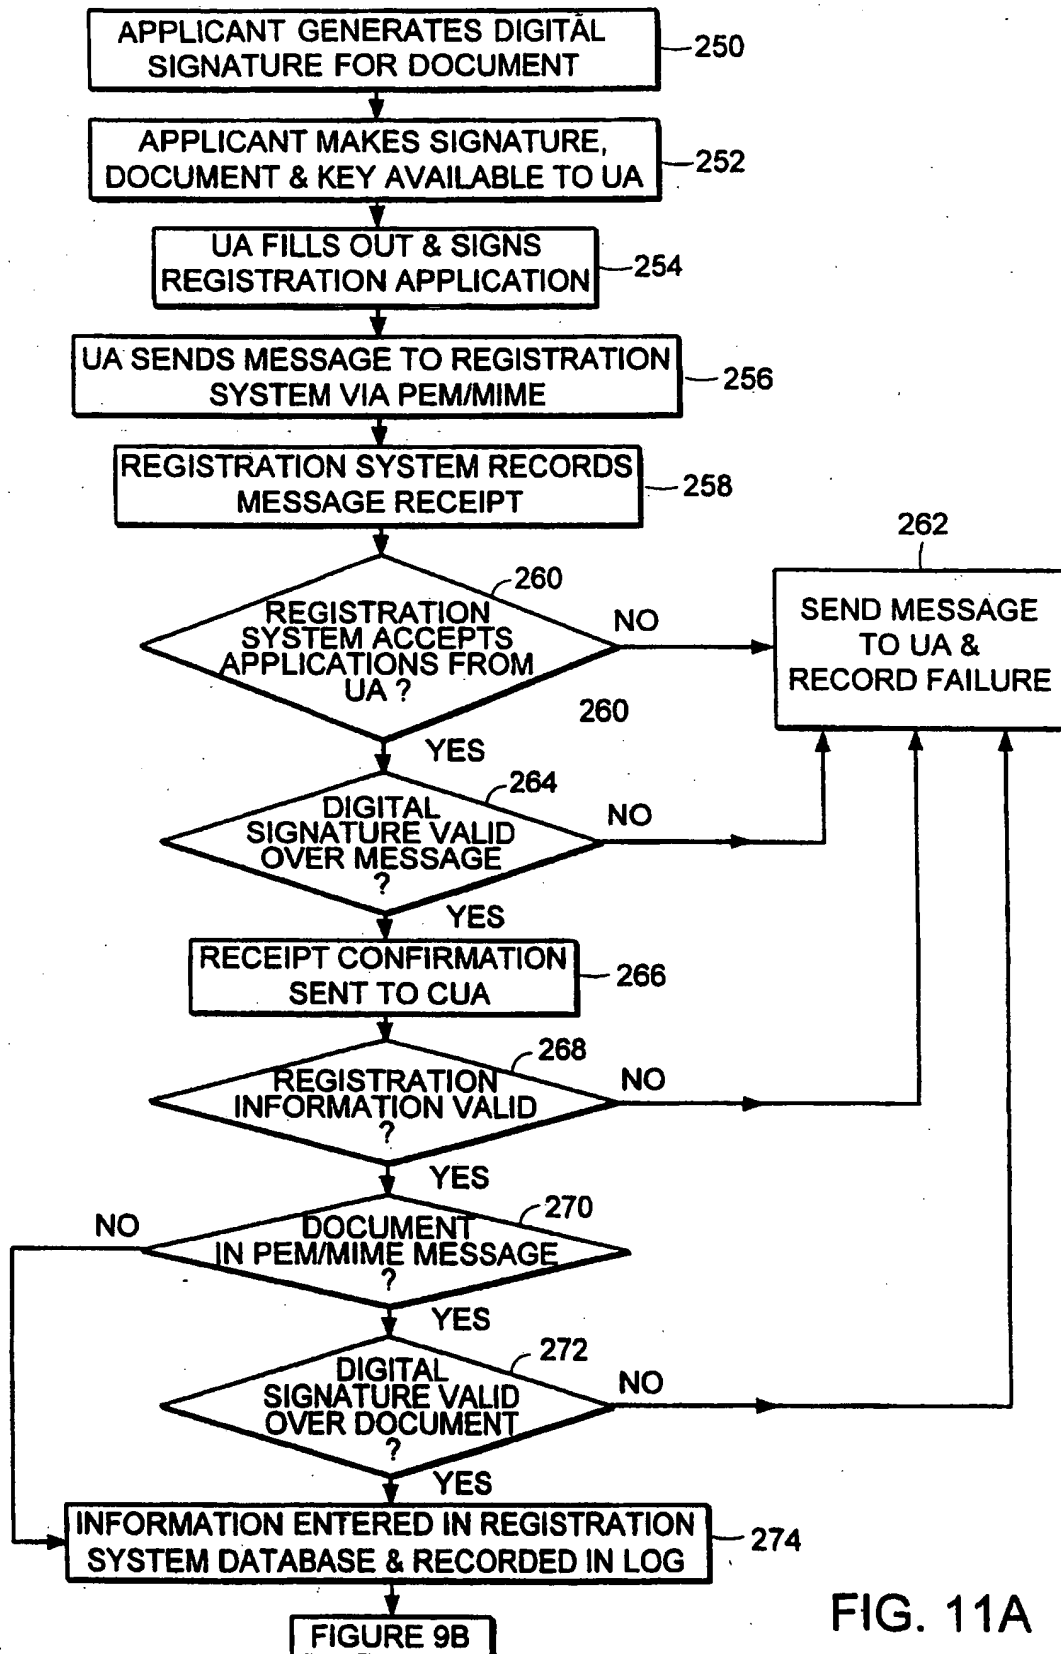 APPLICANT GENERATES DIGITAL
SIGNATURE FOR DOCUMENT
250
APPLICANT MAKES SIGNATURE,
DOCUMENT & KEY AVAILABLE TO UA
252
UA FILLS OUT & SIGNS
REGISTRATION APPLICATION
254
UA SENDS MESSAGE TO REGISTRATION
SYSTEM VIA PEM/MIME
256
REGISTRATION SYSTEM RECORDS
MESSAGE RECEIPT
258
260
REGISTRATION
SYSTEM ACCEPTS
APPLICATIONS FROM
UA ?
NO
262
SEND MESSAGE
TO UA &
RECORD FAILURE
260
YES
264
DIGITAL
SIGNATURE VALID
OVER MESSAGE
?
NO
YES
RECEIPT CONFIRMATION
SENT TO CUA
266
268
REGISTRATION
INFORMATION VALID
?
NO
YES
270
NO
DOCUMENT
IN PEM/MIME MESSAGE
?
YES
272
DIGITAL
SIGNATURE VALID
OVER DOCUMENT
?
NO
YES
INFORMATION ENTERED IN REGISTRATION
SYSTEM DATABASE & RECORDED IN LOG
274
FIGURE 9B
FIG. 11A